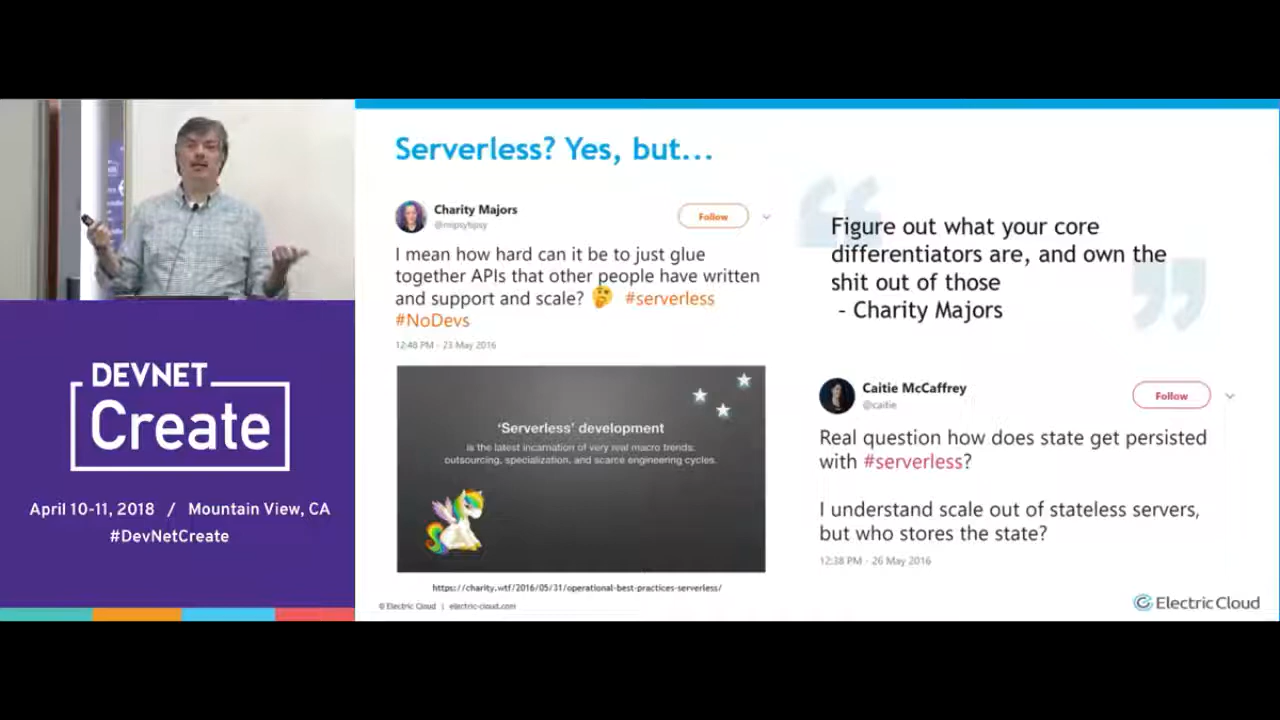 Serverless? Yes, but...
Charity Majors
@mipsytipsy
Follow
I mean how hard can it be to just glue
together APIs that other people have written
and support and scale? 🤔 #serverless
#NoDevs
12:48 PM - 23 May 2016
'Serverless' development
is the latest incarnation of very real macro trends:
outsourcing, specialization, and scarce engineering cycles.
https://charity.wtf/2016/05/31/operational-best-practices-serverless/
© Electric Cloud | electric-cloud.com
“
Figure out what your core
differentiators are, and own the
shit out of those
- Charity Majors
”
Caitie McCaffrey
@caitie
Follow
Real question how does state get persisted
with #serverless?
I understand scale out of stateless servers,
but who stores the state?
12:38 PM - 26 May 2016
Electric Cloud
DEVNET
Create
April 10-11, 2018 / Mountain View, CA
#DevNetCreate